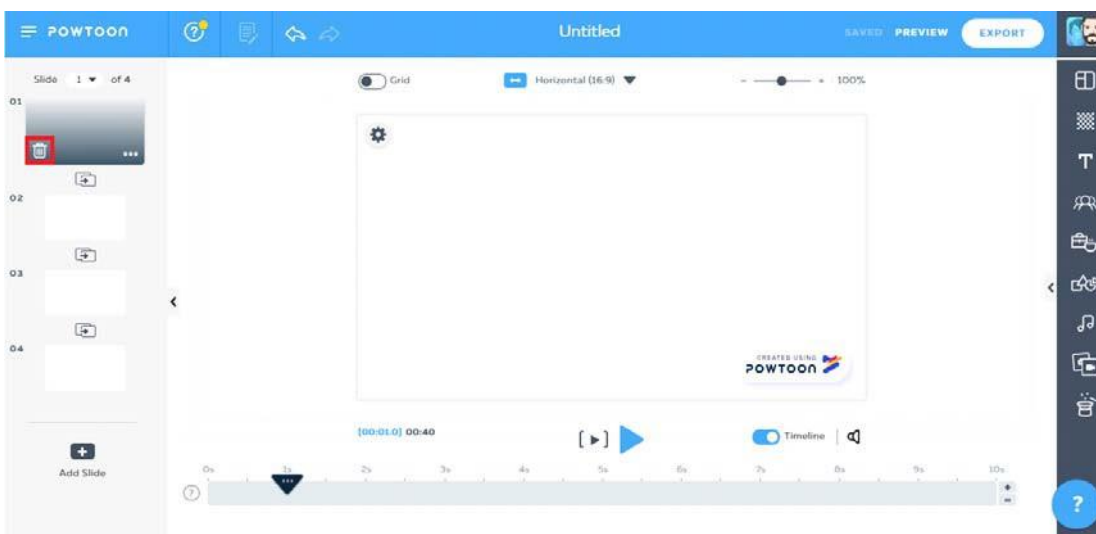 POWTOON
Untitled
SAVED PREVIEW EXPORT
Slide 1 of 4
Grid
Horizontal (16:9)
- + 100%
01
02
03
04
CREATED USING
POWTOON
[00:01.0] 00:40
Timeline
Add Slide
0s 1s 2s 3s 4s 5s 6s 7s 8s 9s 10s
?
+
-
?